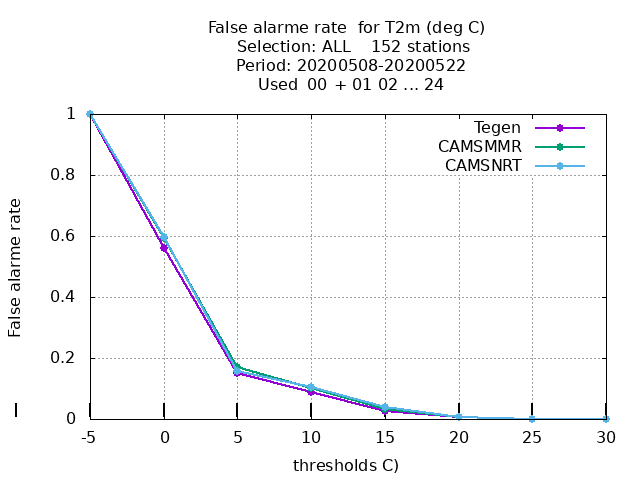 False alarme rate  for T2m (deg C)
Selection: ALL    152 stations
Period: 20200508-20200522
Used  00 + 01 02 ... 24
1
0.8
0.6
0.4
0.2
0
False alarme rate
Tegen
CAMSMMR
CAMSNRT
-5 0 5 10 15 20 25 30
thresholds C)